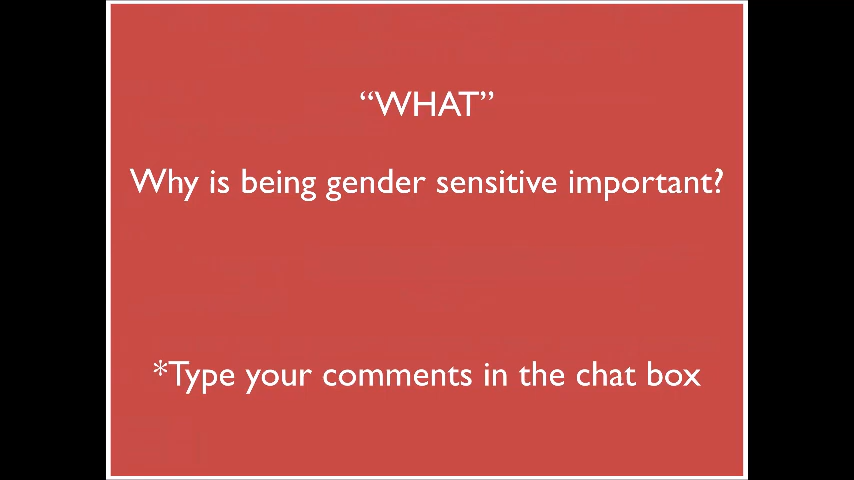 “WHAT”
Why is being gender sensitive important?
*Type your comments in the chat box